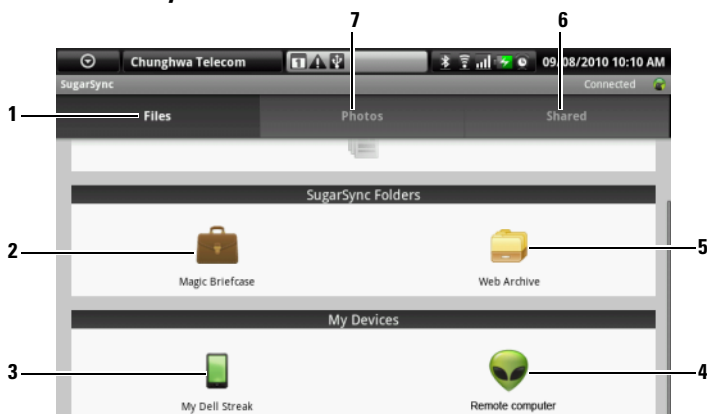 7
6
Chunghwa Telecom
1
09/08/2010 10:10 AM
SugarSync
Connected
1
Files
Photos
Shared
SugarSync Folders
2
5
Magic Briefcase
Web Archive
My Devices
3
4
My Dell Streak
Remote computer